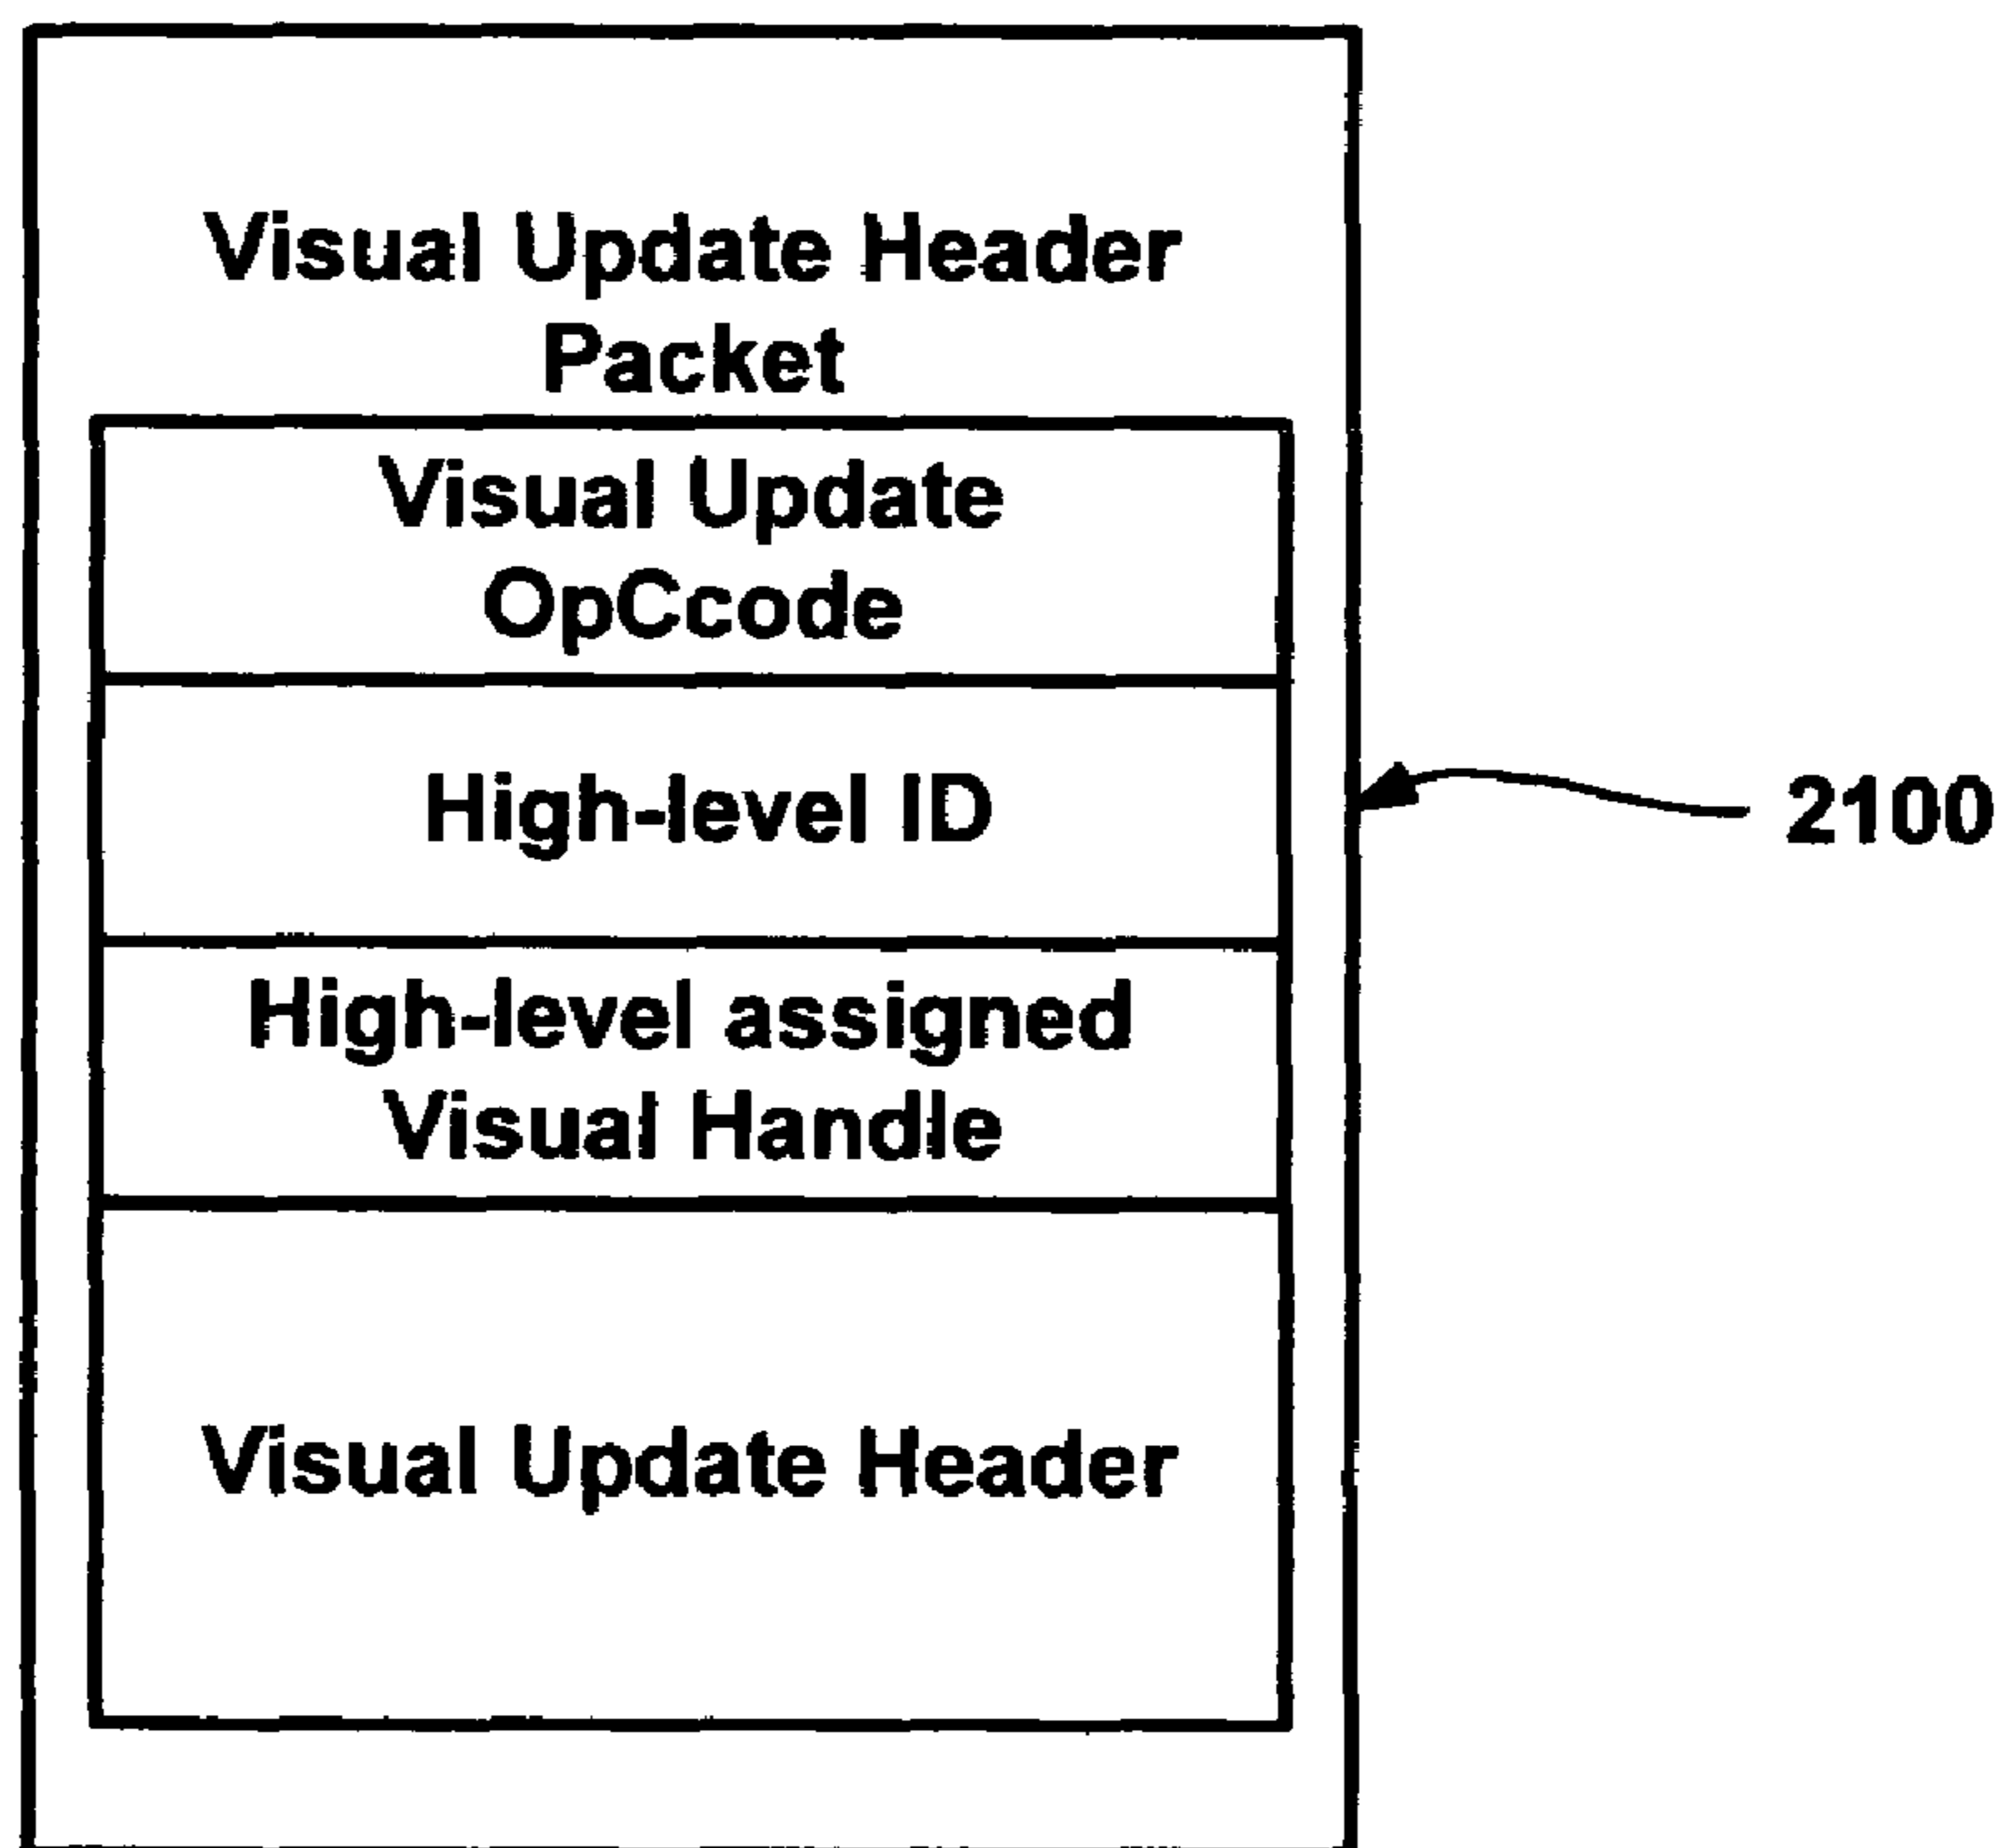 Visual Update Header
Packet
Visual Update
OpCcode
High-level ID
2100
High-level assigned
Visual Handle
Visual Update Header